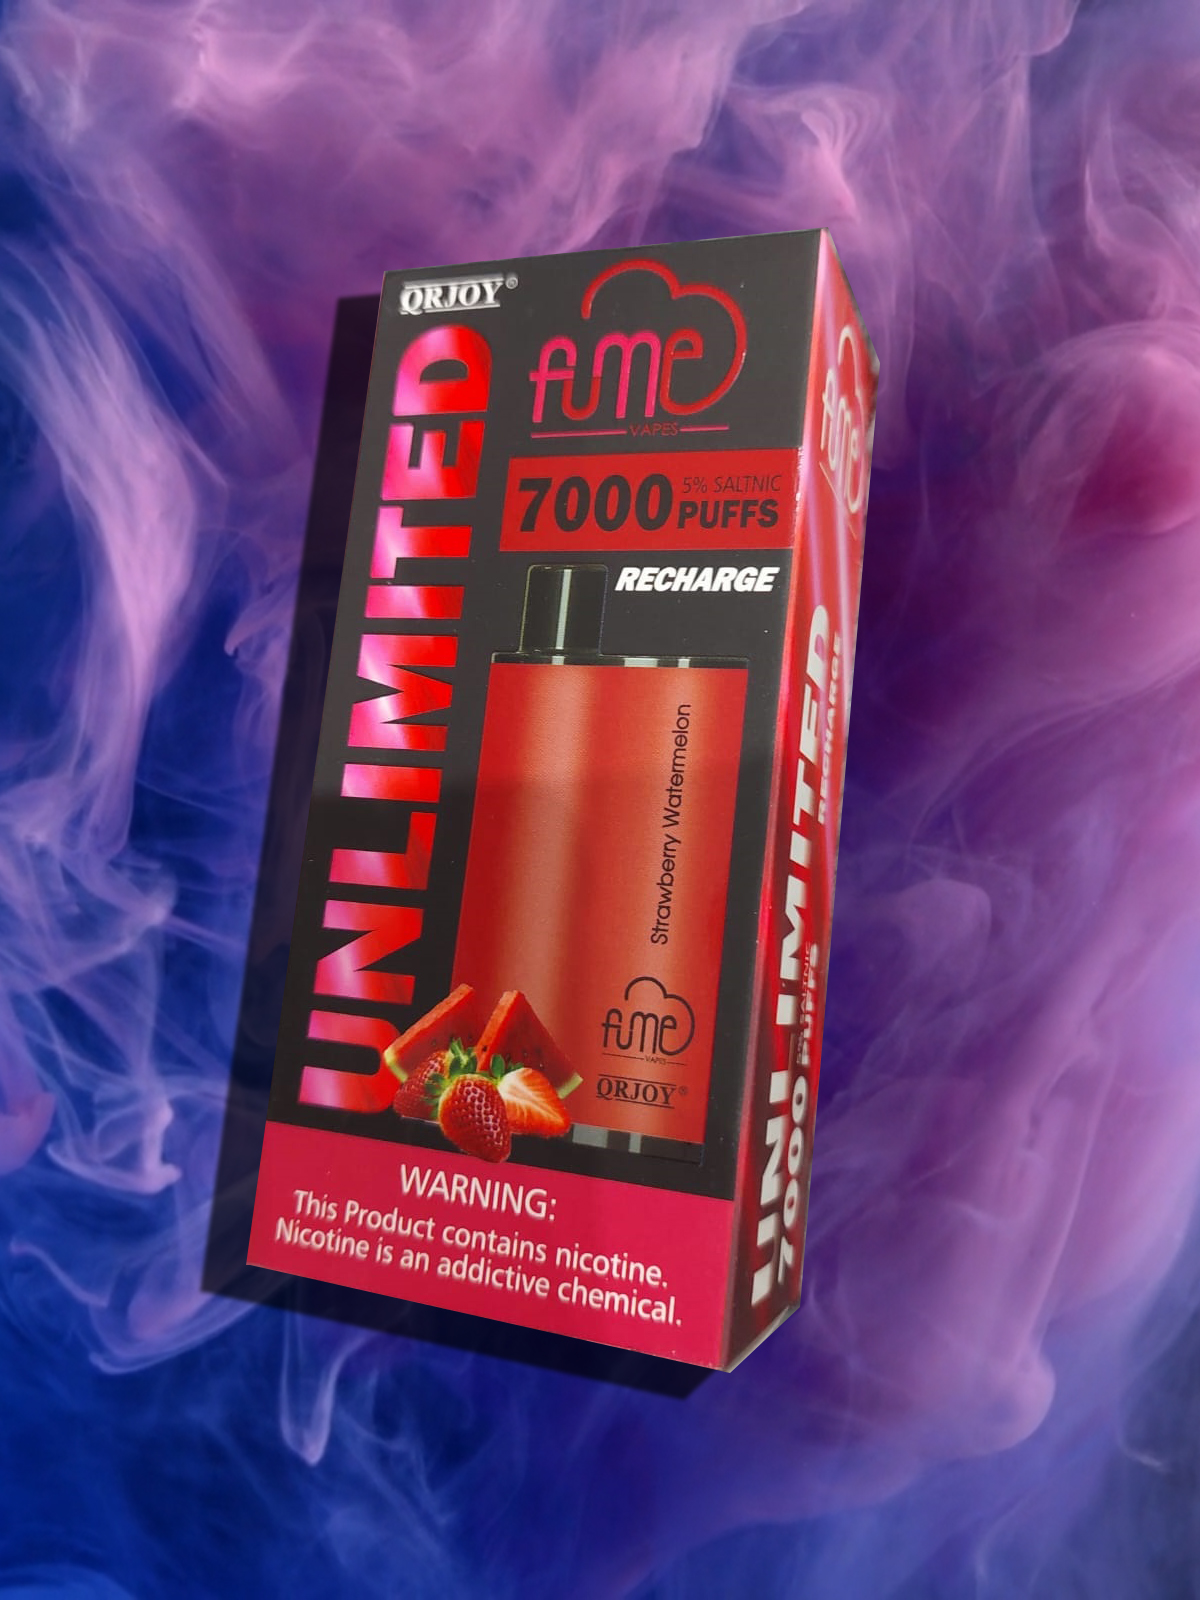 QRJOY®
UNLIMITED
fume
VAPES
7000
5% SALTNIC
PUFFS
RECHARGE
Strawberry Watermelon
fume
VAPES
QRJOY®
WARNING:
This Product contains nicotine.
Nicotine is an addictive chemical.
fume
UNLIMITED
RECHARGE
7000 PUFFS